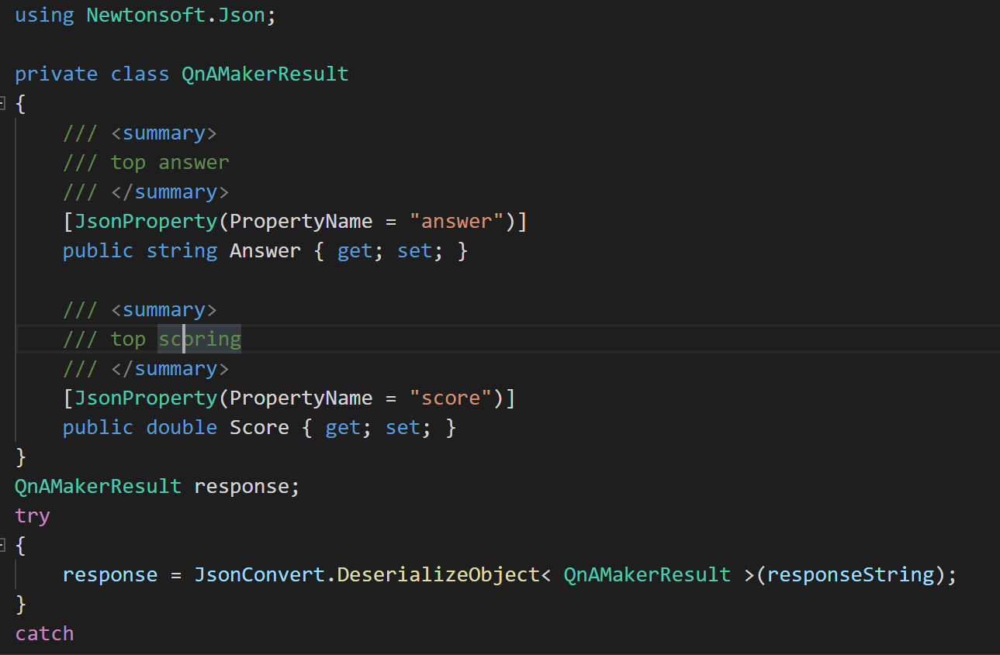 using Newtonsoft.Json;
private class QnAMakerResult
{
/// <summary>
/// top answer
/// </summary>
[JsonProperty(PropertyName = "answer")]
public string Answer { get; set; }
/// <summary>
/// top scoring
/// </summary>
[JsonProperty(PropertyName = "score")]
public double Score { get; set; }
}
QnAMakerResult response;
try
{
response = JsonConvert.DeserializeObject< QnAMakerResult >(responseString);
}
catch